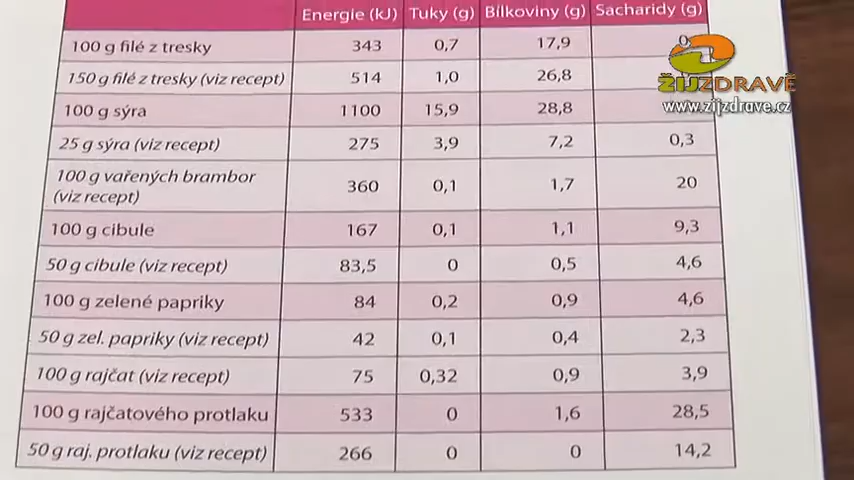 Energie (kJ) Tuky (g) Bílkoviny (g) Sacharidy (g)
100 g filé z tresky 343 0,7 17,9 0
150 g filé z tresky (viz recept) 514 1,0 26,8
100 g sýra 1100 15,9 28,8
25 g sýra (viz recept) 275 3,9 7,2 0,3
100 g vařených brambor
(viz recept) 360 0,1 1,7 20
100 g cibule 167 0,1 1,1 9,3
50 g cibule (viz recept) 83,5 0 0,5 4,6
100 g zelené papriky 84 0,2 0,9 4,6
50 g zel. papriky (viz recept) 42 0,1 0,4 2,3
100 g rajčat (viz recept) 75 0,32 0,9 3,9
100 g rajčatového protlaku 533 0 1,6 28,5
50 g raj. protlaku (viz recept) 266 0 0 14,2
ŽIJZDRAVĚ
www.zijzdrave.cz